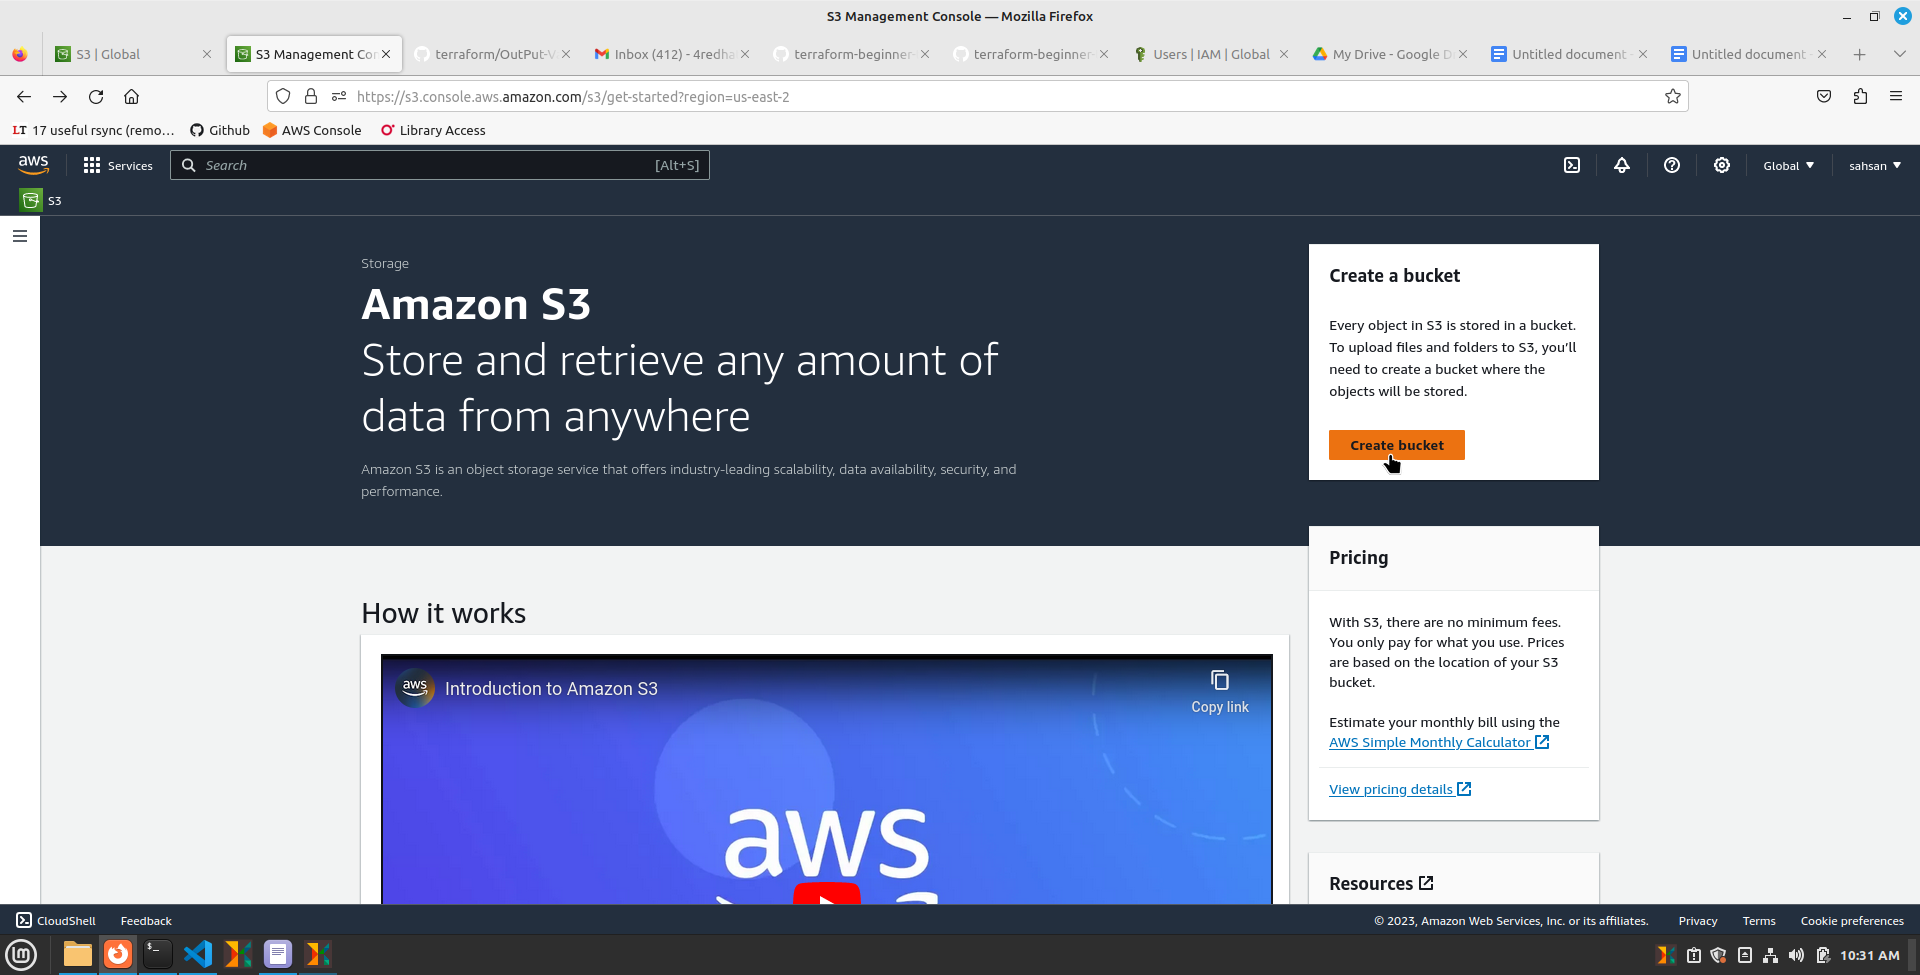 S3 Management Console — Mozilla Firefox
S3 | Global
S3 Management Cor
terraform/OutPut-V
Inbox (412) - 4redha
terraform-beginner-
terraform-beginner-
Users | IAM | Global
My Drive - Google D
Untitled document -
Untitled document -
https://s3.console.aws.amazon.com/s3/get-started?region=us-east-2
LT 17 useful rsync (remo…
Github
AWS Console
Library Access
aws
Services
Search
[Alt+S]
Global
sahsan
S3
Storage
Amazon S3
Store and retrieve any amount of
data from anywhere
Amazon S3 is an object storage service that offers industry-leading scalability, data availability, security, and
performance.
Create a bucket
Every object in S3 is stored in a bucket.
To upload files and folders to S3, you'll
need to create a bucket where the
objects will be stored.
Create bucket
Pricing
With S3, there are no minimum fees.
You only pay for what you use. Prices
are based on the location of your S3
bucket.
Estimate your monthly bill using the
AWS Simple Monthly Calculator
View pricing details
Resources
How it works
aws
Introduction to Amazon S3
Copy link
aws
CloudShell
Feedback
© 2023, Amazon Web Services, Inc. or its affiliates.
Privacy
Terms
Cookie preferences
10:31 AM